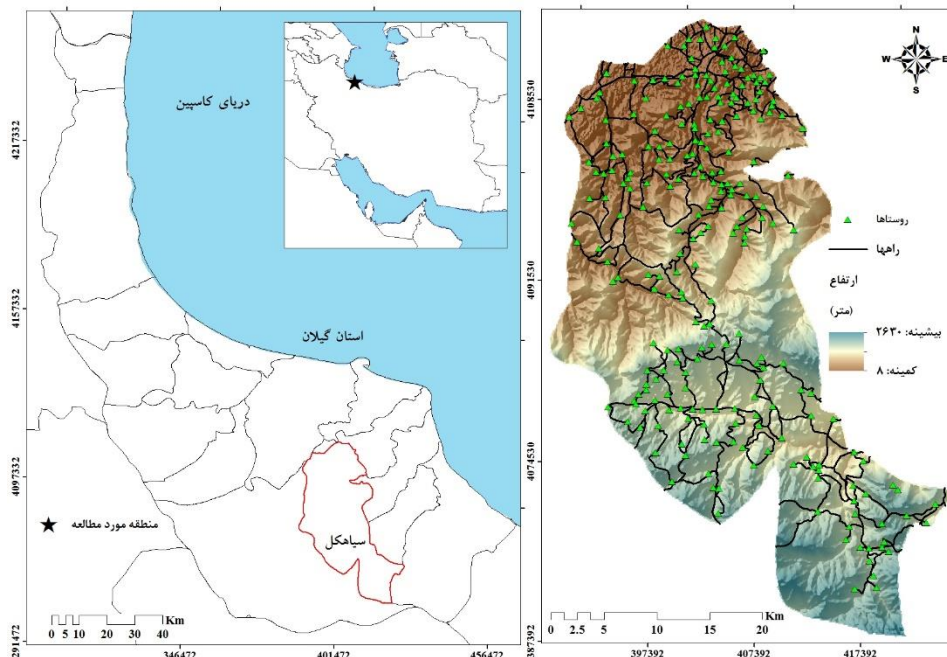 دریای کاسپین
استان گیلان
سیاهکل
منطقه مورد مطالعه
4217332
4157332
4097332
291472
346472
401472
456472
0 5 10 20 30 40
Km
N
W E
S
روستاها
راهها
ارتفاع
(متر)
بیشینه: ۲۶۳۰
کمینه: ۸
4108530
4091530
4074530
387392
397392
407392
417392
0 2.5 5 10 15 20
Km